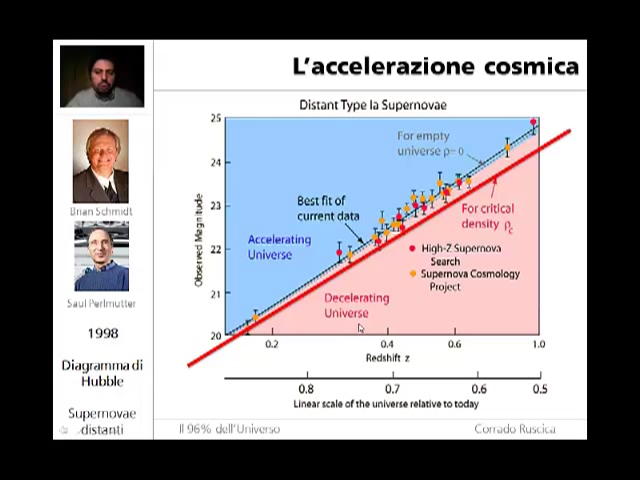 L'accelerazione cosmica
Brian Schmidt
Saul Perlmutter
1998
Diagramma di
Hubble
Supernovae
distanti
Distant Type Ia Supernovae
25
24
23
22
21
20
Observed Magnitude
For empty
universe ρ=0
Best fit of
current data
For critical
density ρc
Accelerating
Universe
High-Z Supernova
Search
Supernova Cosmology
Project
Decelerating
Universe
0.2 0.4 0.6 1.0
Redshift z
0.8 0.7 0.6 0.5
Linear scale of the universe relative to today
Il 96% dell'Universo
Corrado Ruscica